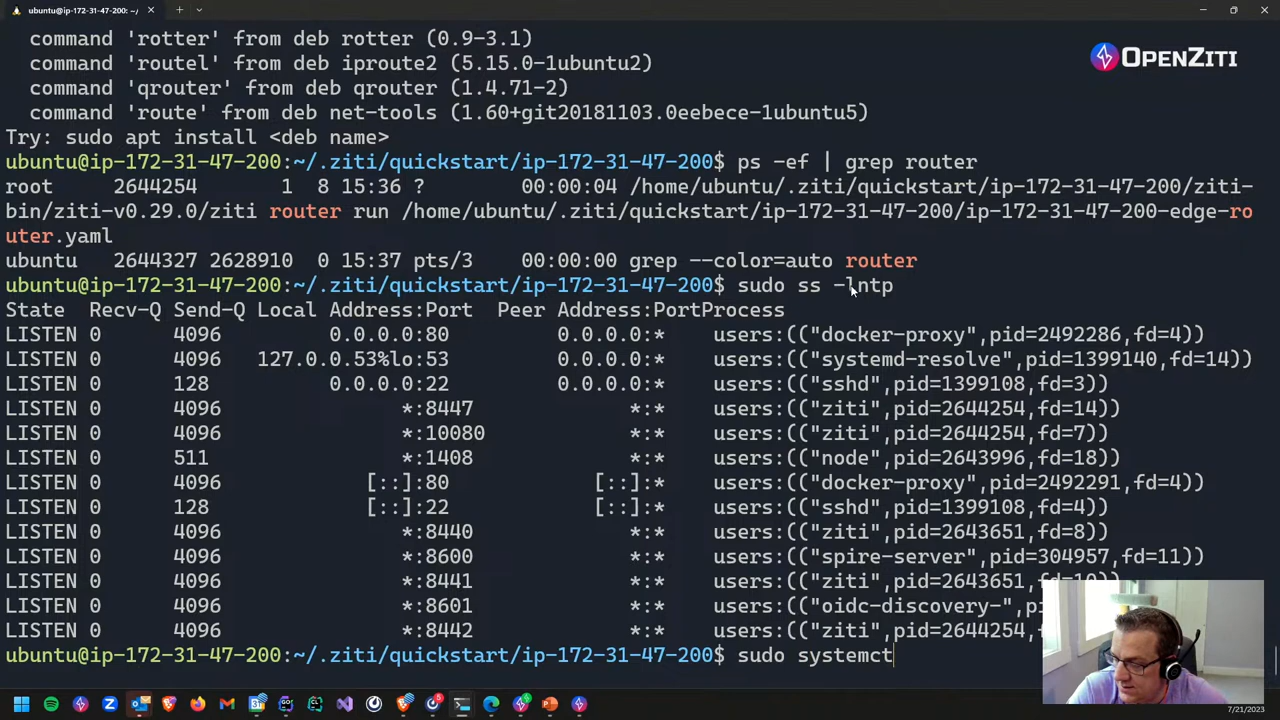 ubuntu@ip-172-31-47-200: ~/
OPENZITI
command 'rotter' from deb rotter (0.9-3.1)
command 'routel' from deb iproute2 (5.15.0-1ubuntu2)
command 'qrouter' from deb qrouter (1.4.71-2)
command 'route' from deb net-tools (1.60+git20181103.0eebece-1ubuntu5)
Try: sudo apt install <deb name>
ubuntu@ip-172-31-47-200:~/.ziti/quickstart/ip-172-31-47-200$ ps -ef | grep router
root     2644254       1  8 15:36 ?        00:00:04 /home/ubuntu/.ziti/quickstart/ip-172-31-47-200/ziti-
bin/ziti-v0.29.0/ziti router run /home/ubuntu/.ziti/quickstart/ip-172-31-47-200/ip-172-31-47-200-edge-ro
uter.yaml
ubuntu   2644327 2628910  0 15:37 pts/3    00:00:00 grep --color=auto router
ubuntu@ip-172-31-47-200:~/.ziti/quickstart/ip-172-31-47-200$ sudo ss -lntp
State  Recv-Q Send-Q Local  Address:Port  Peer Address:PortProcess
LISTEN 0      4096         0.0.0.0:80         0.0.0.0:*    users:(("docker-proxy",pid=2492286,fd=4))
LISTEN 0      4096   127.0.0.53%lo:53         0.0.0.0:*    users:(("systemd-resolve",pid=1399140,fd=14))
LISTEN 0      128          0.0.0.0:22         0.0.0.0:*    users:(("sshd",pid=1399108,fd=3))
LISTEN 0      4096               *:8447             *:*    users:(("ziti",pid=2644254,fd=14))
LISTEN 0      4096               *:10080            *:*    users:(("ziti",pid=2644254,fd=7))
LISTEN 0      511                *:1408             *:*    users:(("node",pid=2643996,fd=18))
LISTEN 0      4096            [::]:80            [::]:*    users:(("docker-proxy",pid=2492291,fd=4))
LISTEN 0      128             [::]:22            [::]:*    users:(("sshd",pid=1399108,fd=4))
LISTEN 0      4096               *:8440             *:*    users:(("ziti",pid=2643651,fd=8))
LISTEN 0      4096               *:8600             *:*    users:(("spire-server",pid=304957,fd=11))
LISTEN 0      4096               *:8441             *:*    users:(("ziti",pid=2643651,fd=10))
LISTEN 0      4096               *:8601             *:*    users:(("oidc-discovery-",p
LISTEN 0      4096               *:8442             *:*    users:(("ziti",pid=2644254,f
ubuntu@ip-172-31-47-200:~/.ziti/quickstart/ip-172-31-47-200$ sudo systemct
7/21/2023